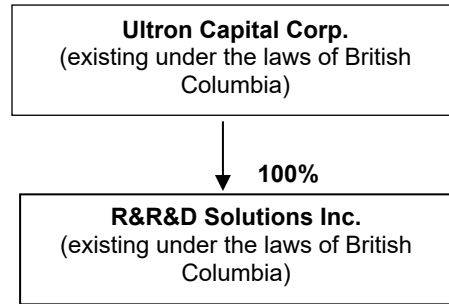 Ultron Capital Corp.
(existing under the laws of British
Columbia)
100%
R&R&D Solutions Inc.
(existing under the laws of British
Columbia)